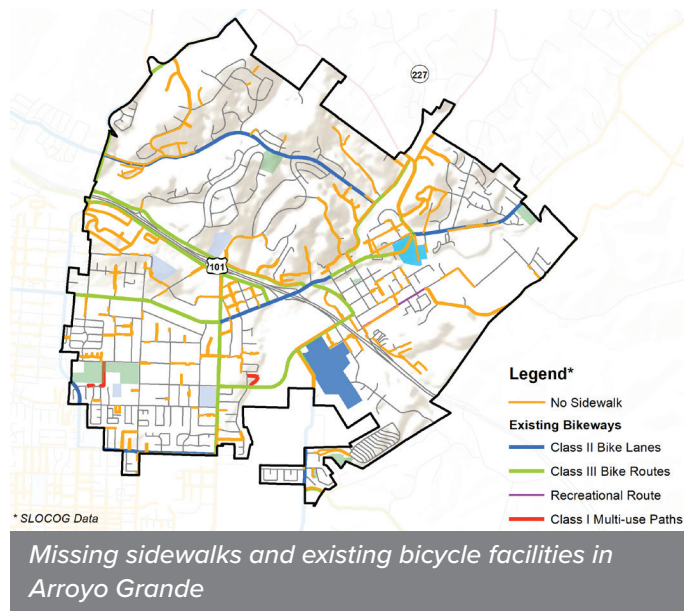 227
101
Legend*
No Sidewalk
Existing Bikeways
Class II Bike Lanes
Class III Bike Routes
Recreational Route
Class I Multi-use Paths
* SLOCOG Data
Missing sidewalks and existing bicycle facilities in
Arroyo Grande